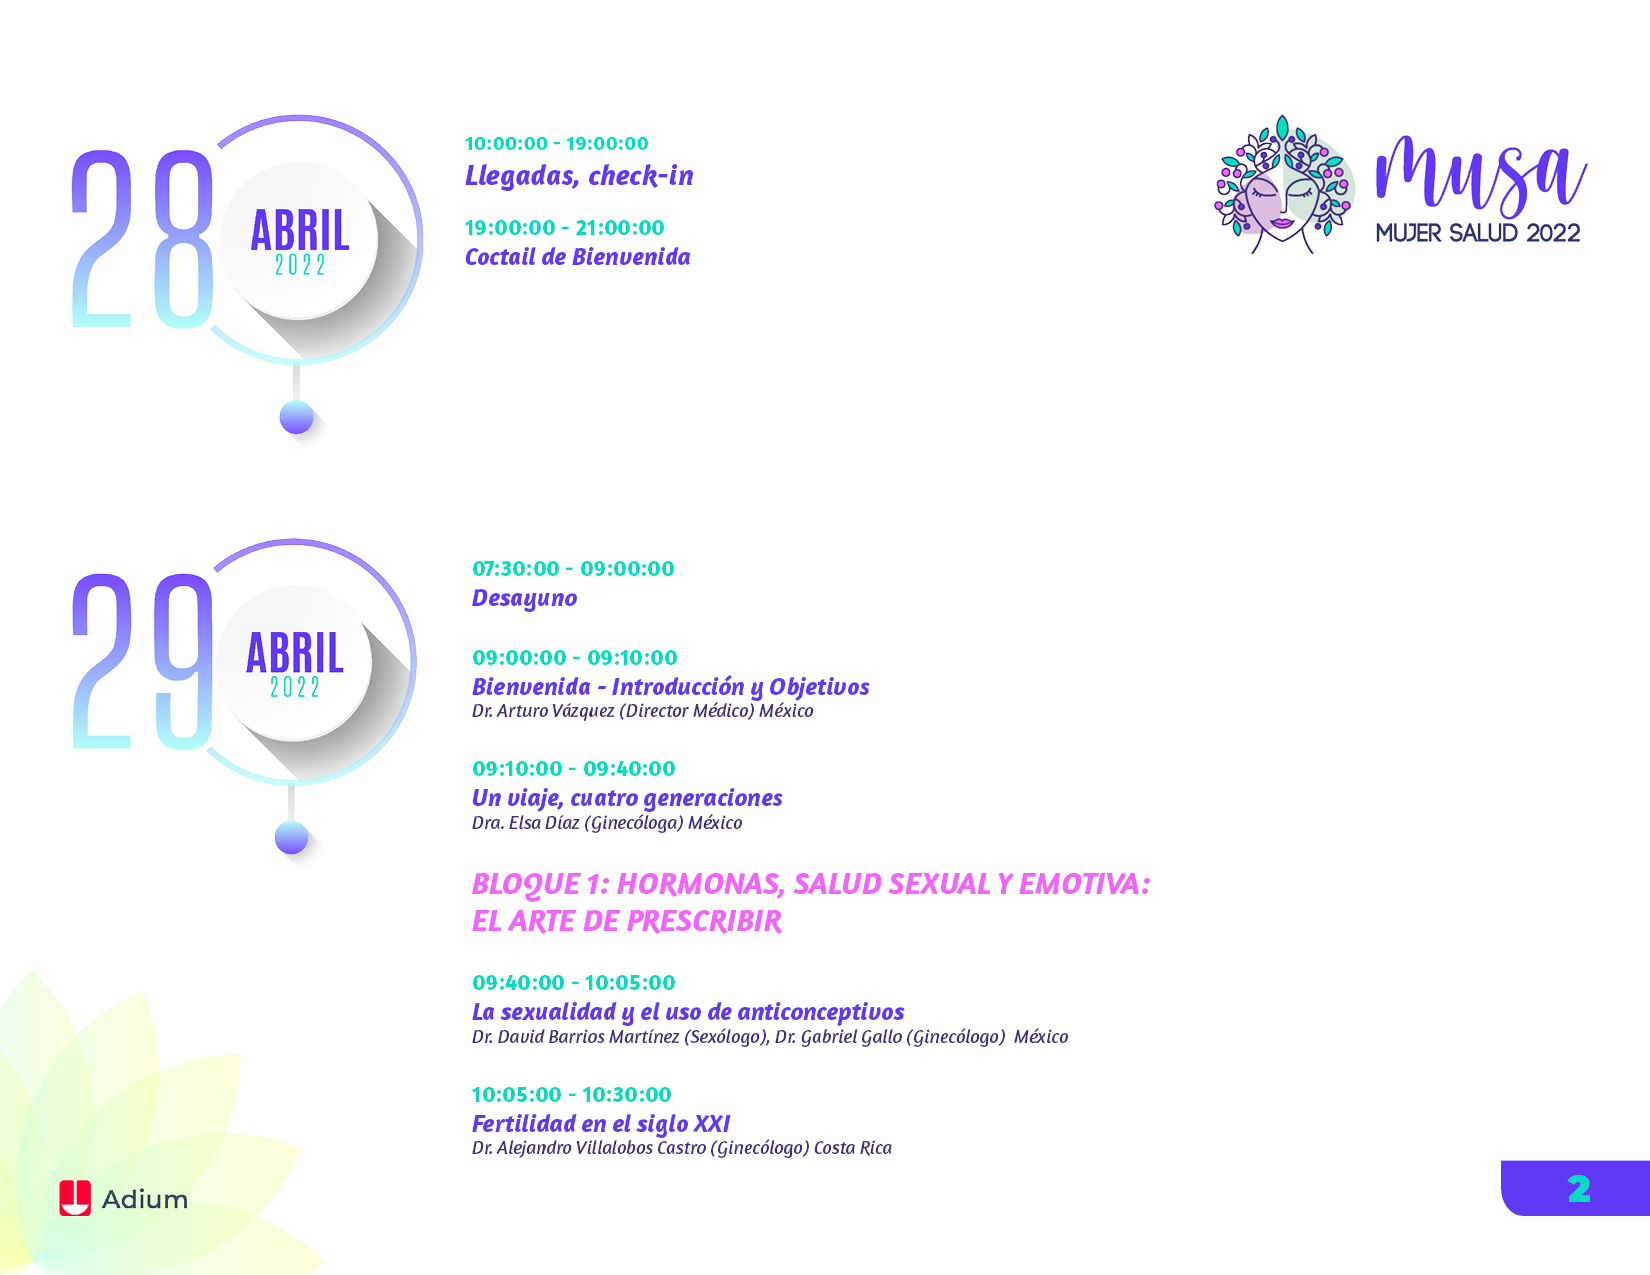 28
ABRIL
2022
10:00:00 - 19:00:00
Llegadas, check-in
19:00:00 - 21:00:00
Coctail de Bienvenida
musa
MUJER SALUD 2022
29
ABRIL
2022
07:30:00 - 09:00:00
Desayuno
09:00:00 - 09:10:00
Bienvenida - Introducción y Objetivos
Dr. Arturo Vázquez (Director Médico) México
09:10:00 - 09:40:00
Un viaje, cuatro generaciones
Dra. Elsa Díaz (Ginecóloga) México
BLOQUE 1: HORMONAS, SALUD SEXUAL Y EMOTIVA:
EL ARTE DE PRESCRIBIR
09:40:00 - 10:05:00
La sexualidad y el uso de anticonceptivos
Dr. David Barrios Martínez (Sexólogo), Dr. Gabriel Gallo (Ginecólogo)  México
10:05:00 - 10:30:00
Fertilidad en el siglo XXI
Dr. Alejandro Villalobos Castro (Ginecólogo) Costa Rica
Adium
2